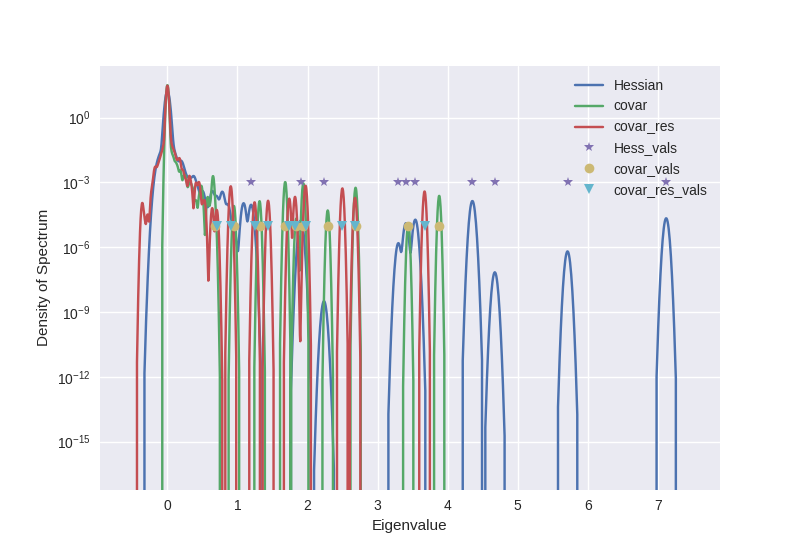 Hessian
covar
covar_res
Hess_vals
covar_vals
covar_res_vals
10^0
10^-3
10^-6
10^-9
10^-12
10^-15
Density of Spectrum
0 1 2 3 4 5 6 7
Eigenvalue